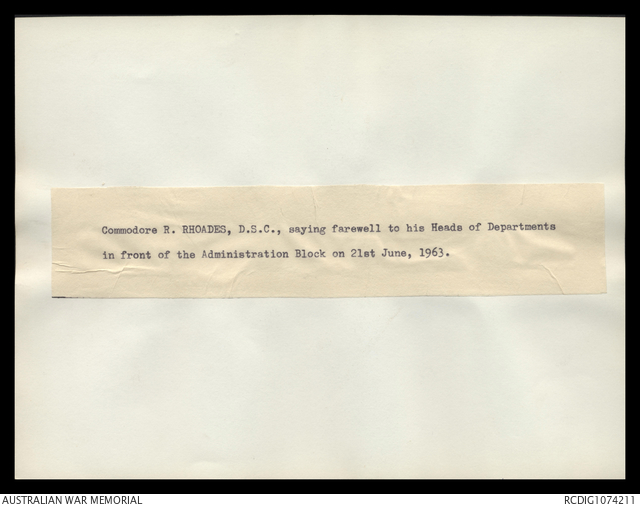 Commodore R. RHOADES, D.S.C., saying farewell to his Heads of Departments
in front of the Administration Block on 21st June, 1963.
AUSTRALIAN WAR MEMORIAL
RCDIG1074211